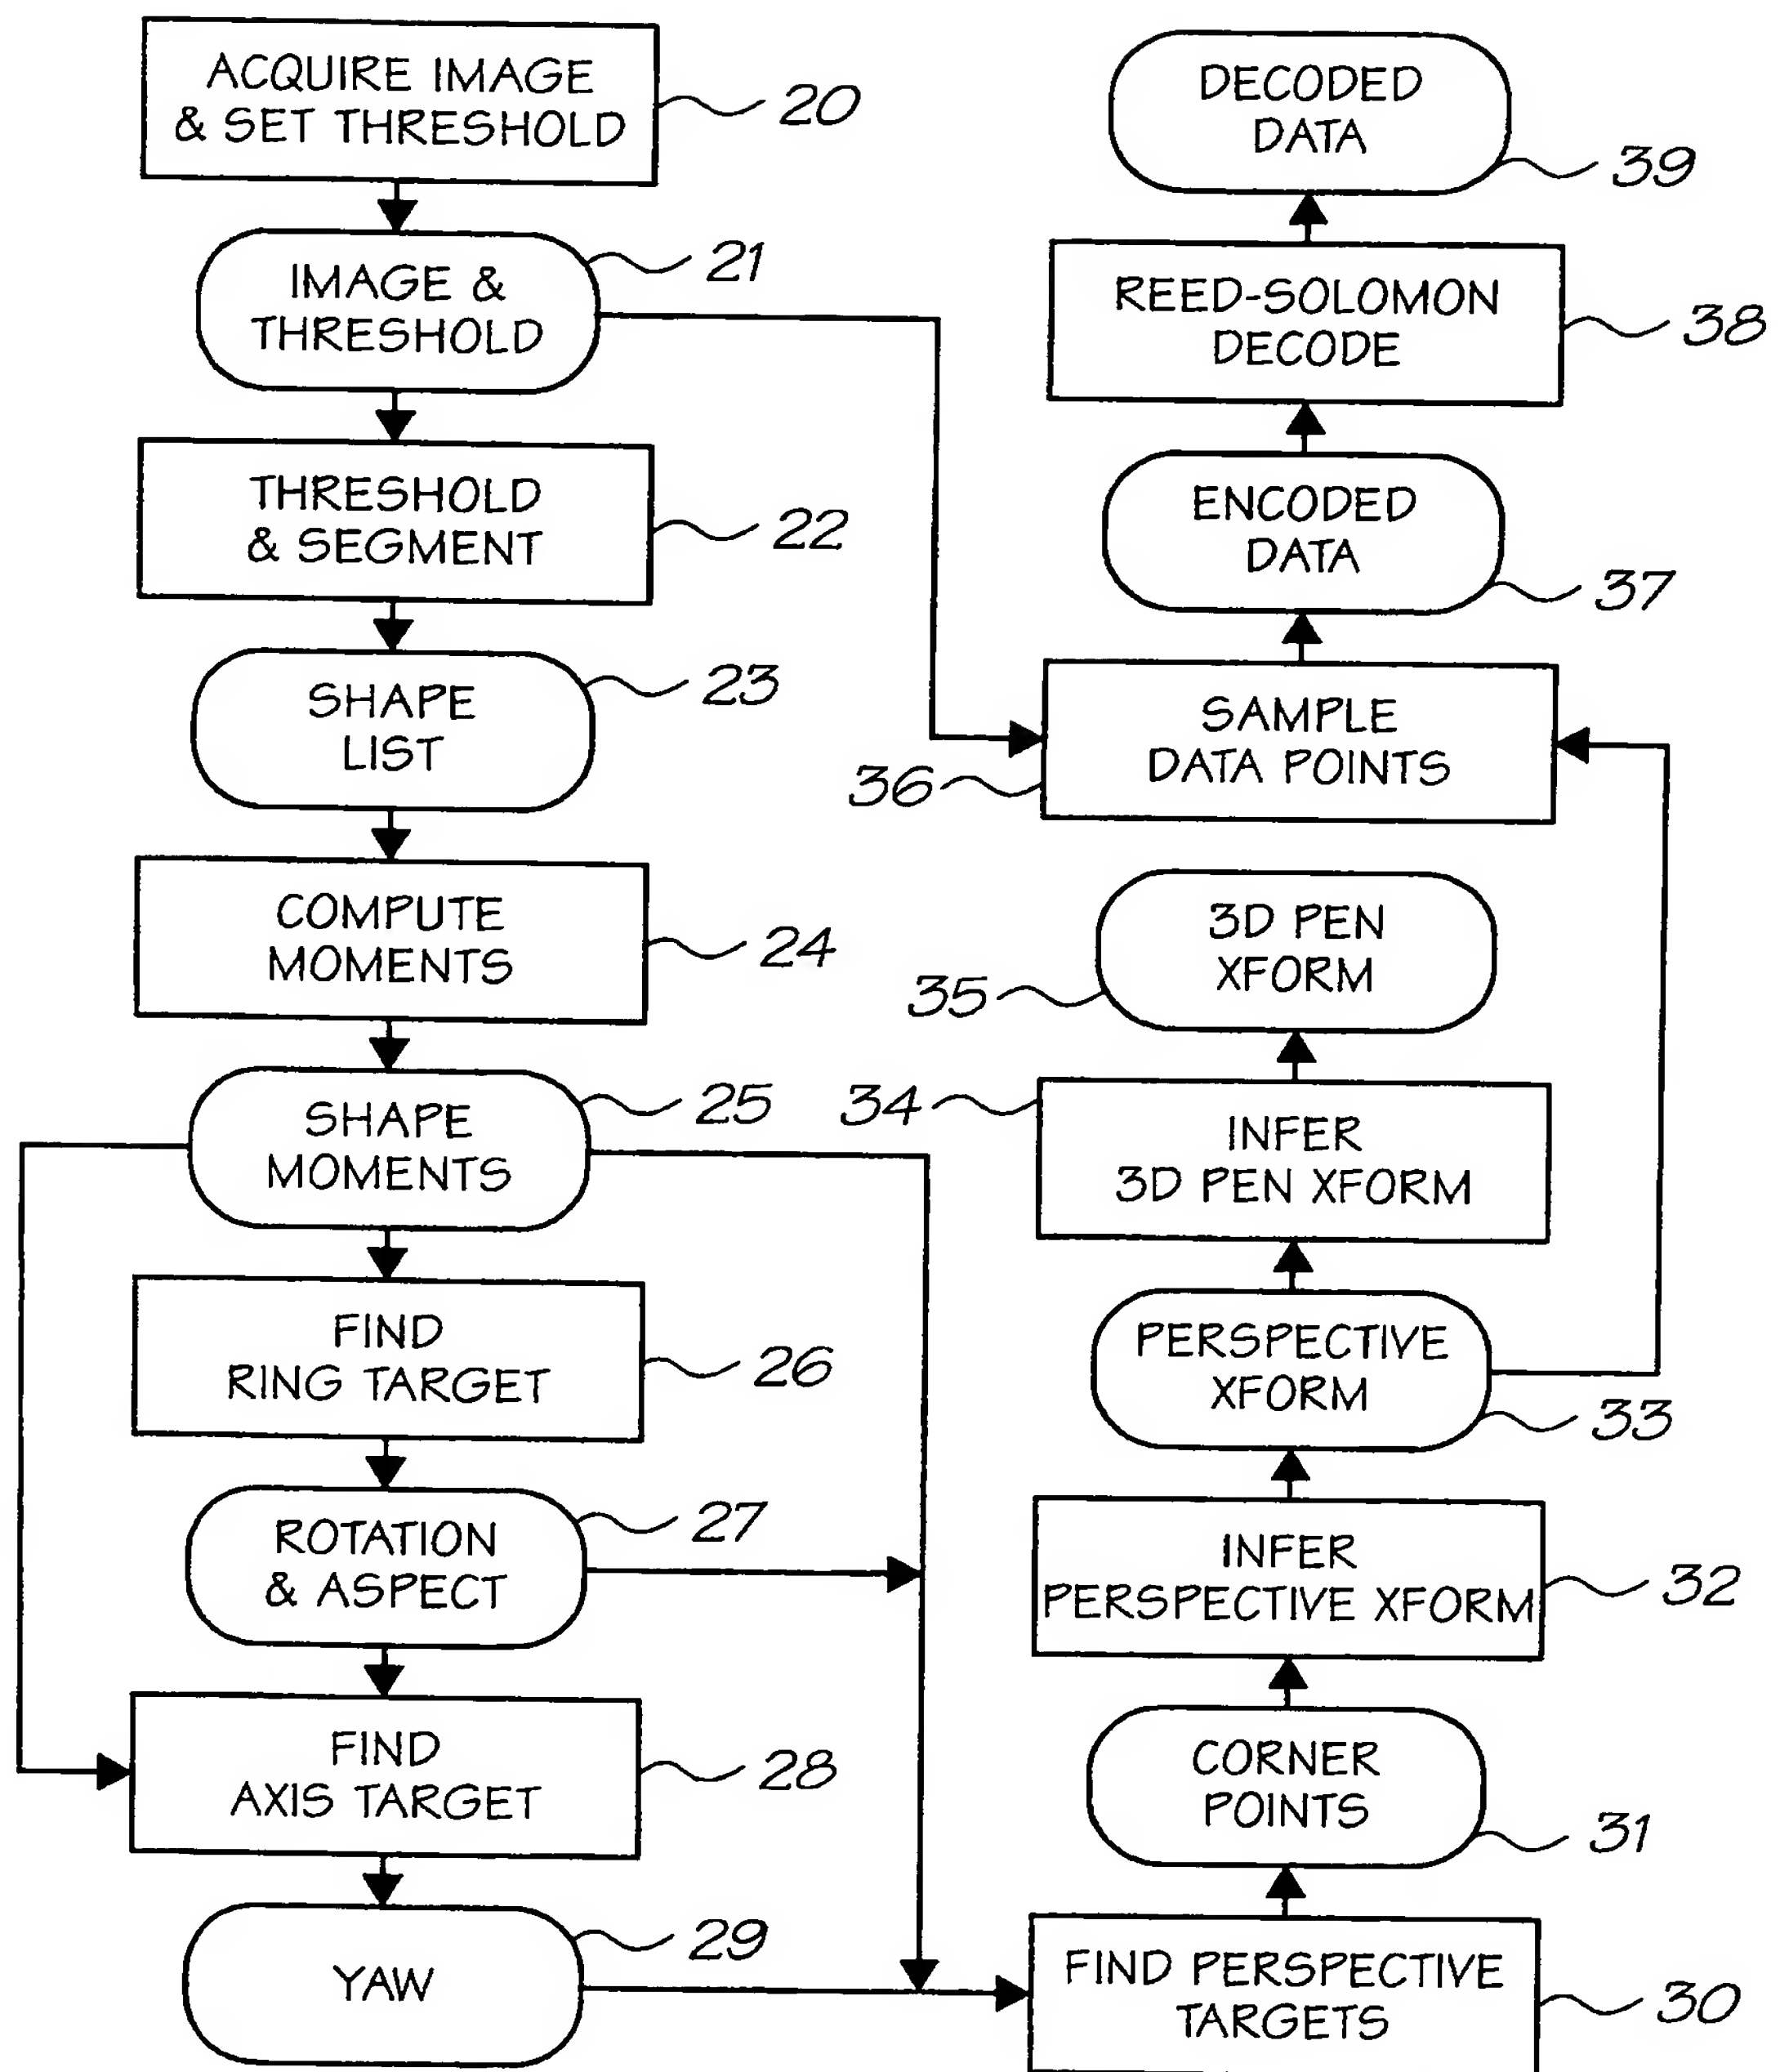 ACQUIRE IMAGE
& SET THRESHOLD
20
IMAGE &
THRESHOLD
21
THRESHOLD
& SEGMENT
22
SHAPE
LIST
23
COMPUTE
MOMENTS
24
SHAPE
MOMENTS
25
FIND
RING TARGET
26
ROTATION
& ASPECT
27
FIND
AXIS TARGET
28
YAW
29
DECODED
DATA
39
REED-SOLOMON
DECODE
38
ENCODED
DATA
37
SAMPLE
DATA POINTS
36
3D PEN
XFORM
35
INFER
3D PEN XFORM
34
PERSPECTIVE
XFORM
33
INFER
PERSPECTIVE XFORM
32
CORNER
POINTS
31
FIND PERSPECTIVE
TARGETS
30